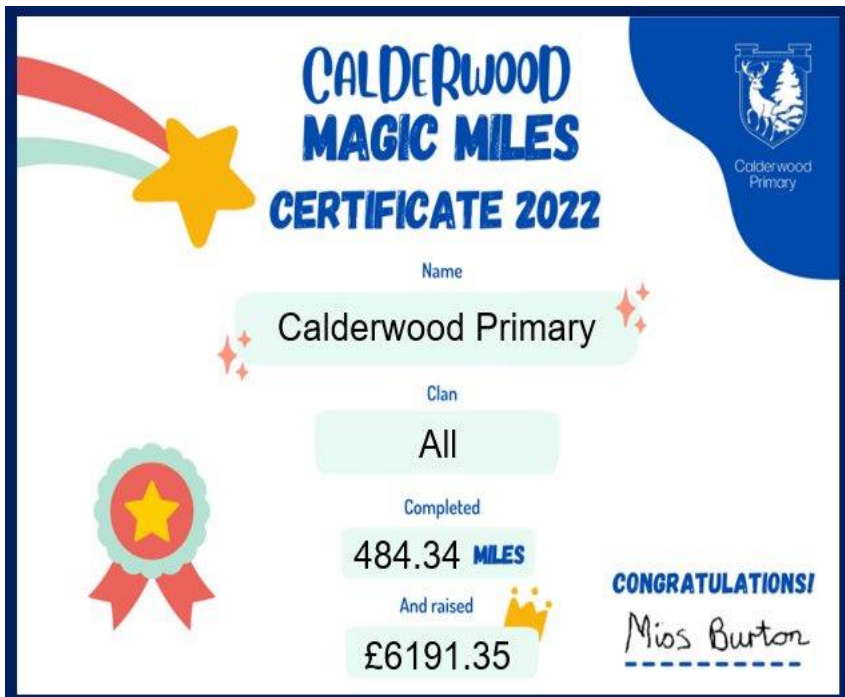 CALDERWOOD
MAGIC MILES
CERTIFICATE 2022
Calderwood
Primary
Name
Calderwood Primary
Clan
All
Completed
484.34 MILES
And raised
£6191.35
CONGRATULATIONS!
Miss Burton